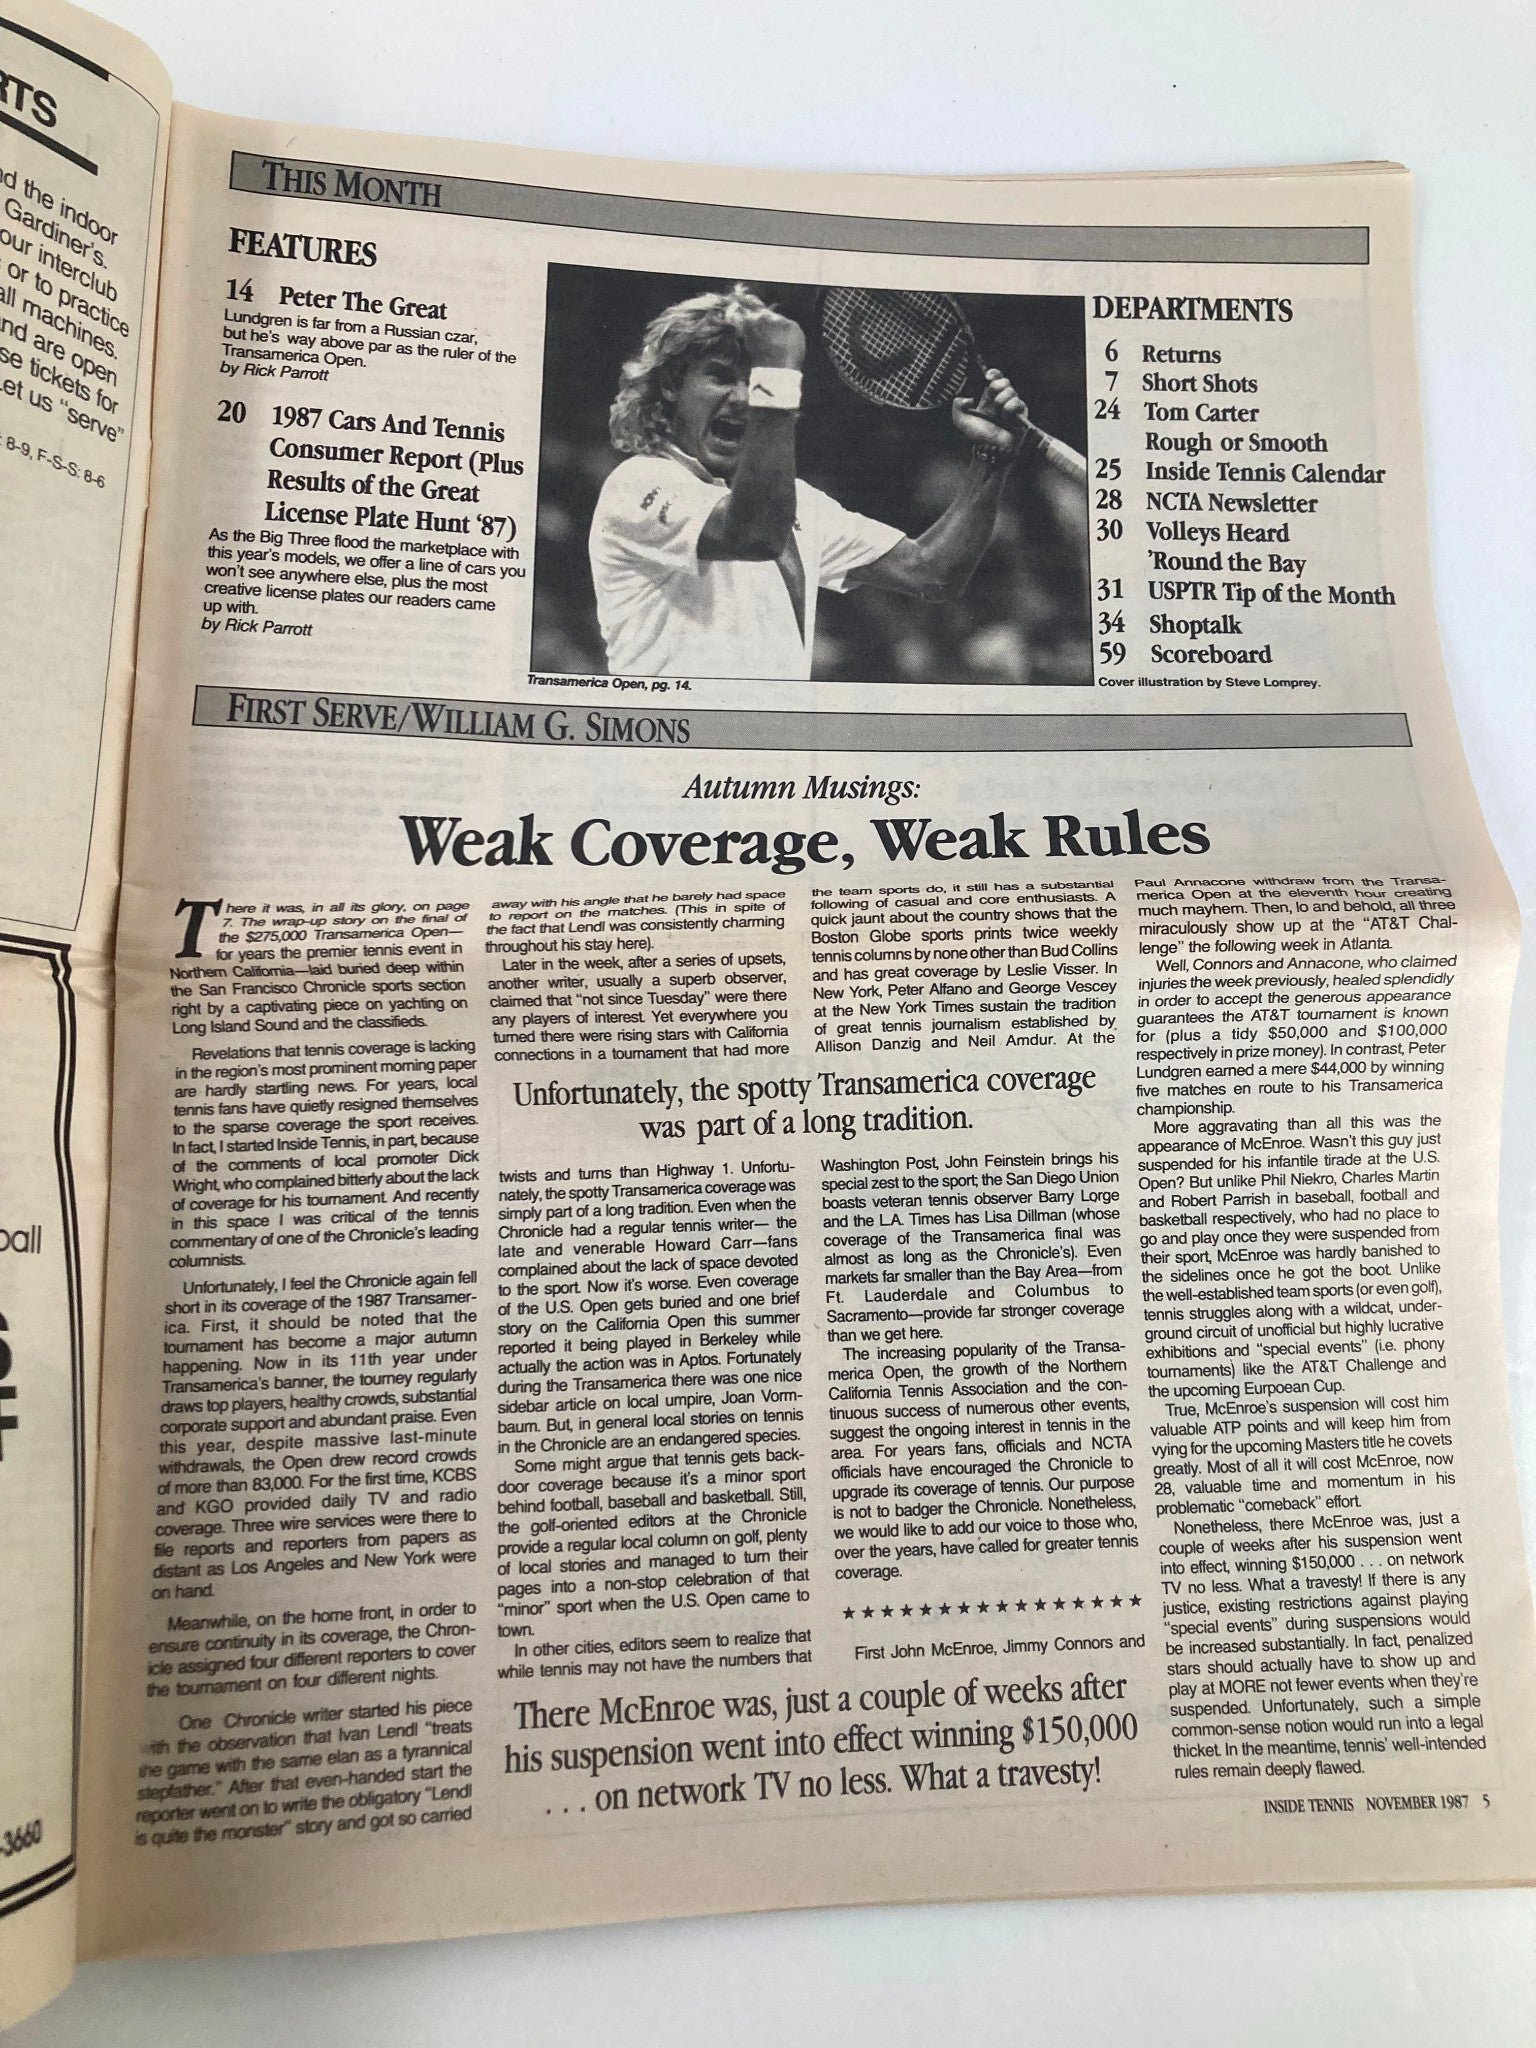 RTS
nd the indoor
Gardiner's.
our interclub
or to practice
all machines.
nd are open
se tickets for
Let us "serve"
8-9, F-S-S: 8-6
ball
-3660
THIS MONTH
FEATURES
14 Peter The Great
Lundgren is far from a Russian czar,
but he's way above par as the ruler of the
Transamerica Open.
by Rick Parrott
20 1987 Cars And Tennis
Consumer Report (Plus
Results of the Great
License Plate Hunt '87)
As the Big Three flood the marketplace with
this year's models, we offer a line of cars you
won't see anywhere else, plus the most
creative license plates our readers came
up with.
by Rick Parrott
Transamerica Open, pg. 14.
DEPARTMENTS
6 Returns
7 Short Shots
24 Tom Carter
Rough or Smooth
25 Inside Tennis Calendar
28 NCTA Newsletter
30 Volleys Heard
'Round the Bay
31 USPTR Tip of the Month
34 Shoptalk
59 Scoreboard
Cover illustration by Steve Lomprey.
FIRST SERVE/WILLIAM G. SIMONS
Autumn Musings:
Weak Coverage, Weak Rules
There it was, in all its glory, on page
7. The wrap-up story on the final of
the $275,000 Transamerica Open—
for years the premier tennis event in
Northern California—laid buried deep within
the San Francisco Chronicle sports section
right by a captivating piece on yachting on
Long Island Sound and the classifieds.
Revelations that tennis coverage is lacking
in the region's most prominent morning paper
are hardly startling news. For years, local
tennis fans have quietly resigned themselves
to the sparse coverage the sport receives.
In fact, I started Inside Tennis, in part, because
of the comments of local promoter Dick
Wright, who complained bitterly about the lack
of coverage for his tournament. And recently
in this space I was critical of the tennis
commentary of one of the Chronicle's leading
columnists.
Unfortunately, I feel the Chronicle again fell
short in its coverage of the 1987 Transamer-
ica. First, it should be noted that the
tournament has become a major autumn
happening. Now in its 11th year under
Transamerica's banner, the tourney regularly
draws top players, healthy crowds, substantial
corporate support and abundant praise. Even
this year, despite massive last-minute
withdrawals, the Open drew record crowds
of more than 83,000. For the first time, KCBS
and KGO provided daily TV and radio
coverage. Three wire services were there to
file reports and reporters from papers as
distant as Los Angeles and New York were
on hand.
Meanwhile, on the home front, in order to
ensure continuity in its coverage, the Chron-
icle assigned four different reporters to cover
the tournament on four different nights.
One Chronicle writer started his piece
with the observation that Ivan Lendl "treats
the game with the same elan as a tyrannical
stepfather." After that even-handed start the
reporter went on to write the obligatory "Lendl
is quite the monster" story and got so carried
away with his angle that he barely had space
to report on the matches. (This in spite of
the fact that Lendl was consistently charming
throughout his stay here).
Later in the week, after a series of upsets,
another writer, usually a superb observer,
claimed that "not since Tuesday" were there
any players of interest. Yet everywhere you
turned there were rising stars with California
connections in a tournament that had more
Unfortunately, the spotty Transamerica coverage
was part of a long tradition.
twists and turns than Highway 1. Unfortu-
nately, the spotty Transamerica coverage was
simply part of a long tradition. Even when the
Chronicle had a regular tennis writer— the
late and venerable Howard Carr—fans
complained about the lack of space devoted
to the sport. Now it's worse. Even coverage
of the U.S. Open gets buried and one brief
story on the California Open this summer
reported it being played in Berkeley while
actually the action was in Aptos. Fortunately
during the Transamerica there was one nice
sidebar article on local umpire, Joan Vorm-
baum. But, in general local stories on tennis
in the Chronicle are an endangered species.
Some might argue that tennis gets back-
door coverage because it's a minor sport
behind football, baseball and basketball. Still,
the golf-oriented editors at the Chronicle
provide a regular local column on golf, plenty
of local stories and managed to turn their
pages into a non-stop celebration of that
"minor" sport when the U.S. Open came to
town.
In other cities, editors seem to realize that
while tennis may not have the numbers that
the team sports do, it still has a substantial
following of casual and core enthusiasts. A
quick jaunt about the country shows that the
Boston Globe sports prints twice weekly
tennis columns by none other than Bud Collins
and has great coverage by Leslie Visser. In
New York, Peter Alfano and George Vescey
at the New York Times sustain the tradition
of great tennis journalism established by
Allison Danzig and Neil Amdur. At the
Washington Post, John Feinstein brings his
special zest to the sport; the San Diego Union
boasts veteran tennis observer Barry Lorge
and the L.A. Times has Lisa Dillman (whose
coverage of the Transamerica final was
almost as long as the Chronicle's). Even
markets far smaller than the Bay Area—from
Ft. Lauderdale and Columbus to
Sacramento—provide far stronger coverage
than we get here.
The increasing popularity of the Transa-
merica Open, the growth of the Northern
California Tennis Association and the con-
tinuous success of numerous other events,
suggest the ongoing interest in tennis in the
area. For years fans, officials and NCTA
officials have encouraged the Chronicle to
upgrade its coverage of tennis. Our purpose
is not to badger the Chronicle. Nonetheless,
we would like to add our voice to those who,
over the years, have called for greater tennis
coverage.
★★★★★★★★★★★★★★★
First John McEnroe, Jimmy Connors and
There McEnroe was, just a couple of weeks after
his suspension went into effect winning $150,000
. . . on network TV no less. What a travesty!
Paul Annacone withdraw from the Transa-
merica Open at the eleventh hour creating
much mayhem. Then, lo and behold, all three
miraculously show up at the "AT&T Chal-
lenge" the following week in Atlanta.
Well, Connors and Annacone, who claimed
injuries the week previously, healed splendidly
in order to accept the generous appearance
guarantees the AT&T tournament is known
for (plus a tidy $50,000 and $100,000
respectively in prize money). In contrast, Peter
Lundgren earned a mere $44,000 by winning
five matches en route to his Transamerica
championship.
More aggravating than all this was the
appearance of McEnroe. Wasn't this guy just
suspended for his infantile tirade at the U.S.
Open? But unlike Phil Niekro, Charles Martin
and Robert Parrish in baseball, football and
basketball respectively, who had no place to
go and play once they were suspended from
their sport, McEnroe was hardly banished to
the sidelines once he got the boot. Unlike
the well-established team sports (or even golf),
tennis struggles along with a wildcat, under-
ground circuit of unofficial but highly lucrative
exhibitions and "special events" (i.e. phony
tournaments) like the AT&T Challenge and
the upcoming Eurpoean Cup.
True, McEnroe's suspension will cost him
valuable ATP points and will keep him from
vying for the upcoming Masters title he covets
greatly. Most of all it will cost McEnroe, now
28, valuable time and momentum in his
problematic "comeback" effort.
Nonetheless, there McEnroe was, just a
couple of weeks after his suspension went
into effect, winning $150,000 . . . on network
TV no less. What a travesty! If there is any
justice, existing restrictions against playing
"special events" during suspensions would
be increased substantially. In fact, penalized
stars should actually have to show up and
play at MORE not fewer events when they're
suspended. Unfortunately, such a simple
common-sense notion would run into a legal
thicket. In the meantime, tennis' well-intended
rules remain deeply flawed.
INSIDE TENNIS NOVEMBER 1987 5